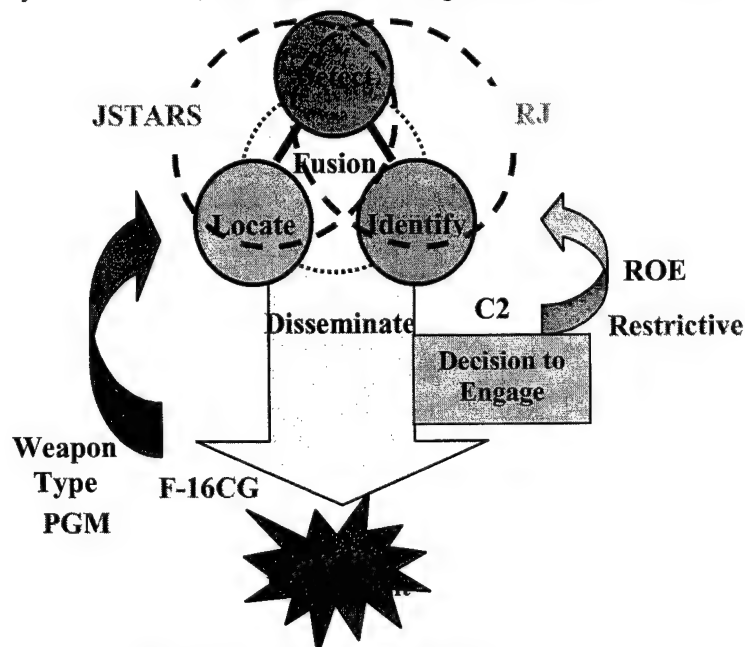 Detect
JSTARS
RJ
Fusion
Locate
Identify
ROE
C2
Disseminate
Restrictive
Decision to
Engage
Weapon
Type
F-16CG
PGM